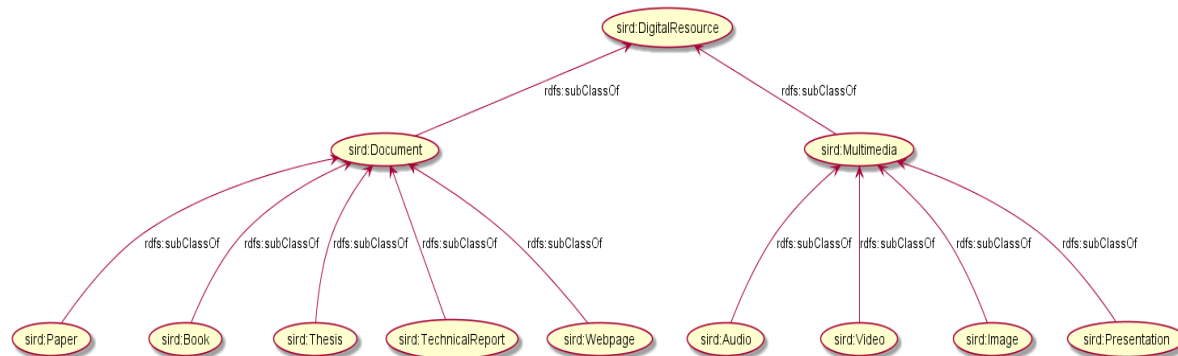 sird:DigitalResource
rdfs:subClassOf
rdfs:subClassOf
sird:Document
sird:Multimedia
rdfs:subClassOf
rdfs:subClassOf
rdfs:subClassOf
rdfs:subClassOf
rdfs:subClassOf
rdfs:subClassOf
rdfs:subClassOf
rdfs:subClassOf
rdfs:subClassOf
sird:Paper
sird:Book
sird:Thesis
sird:TechnicalReport
sird:Webpage
sird:Audio
sird:Video
sird:Image
sird:Presentation